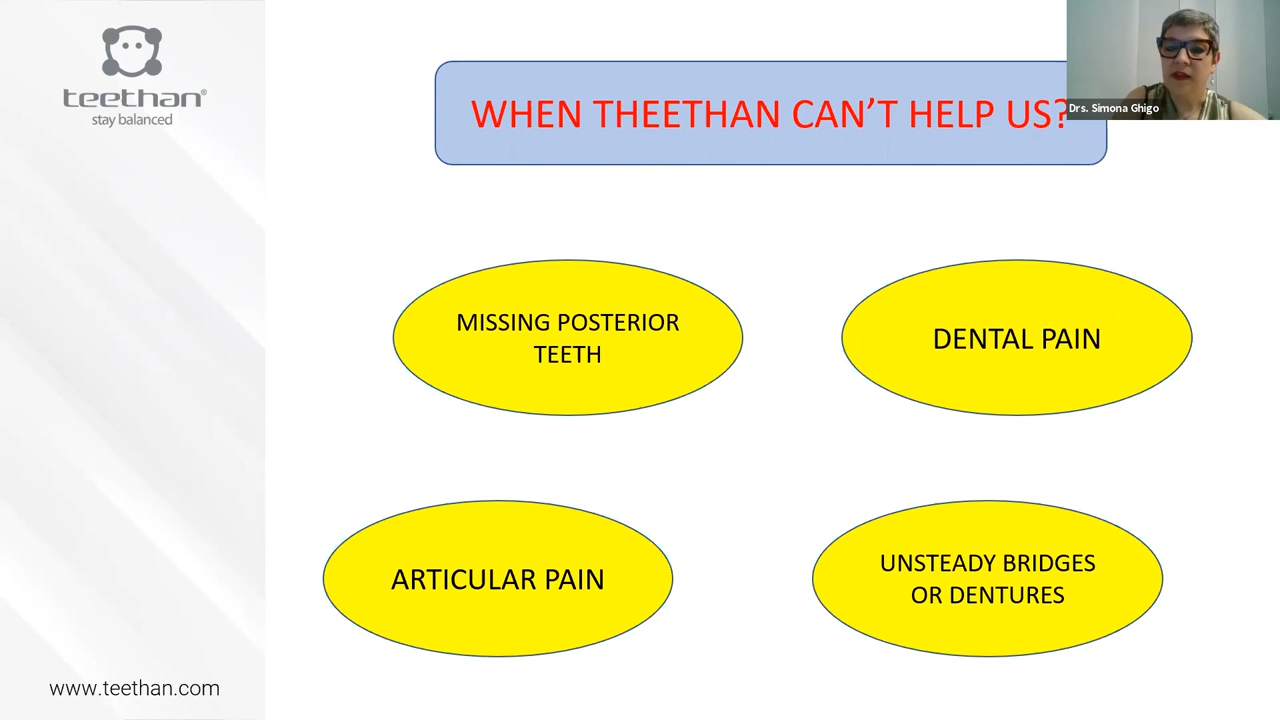 teethan®
stay balanced
WHEN THEETHAN CAN’T HELP US?
Drs. Simona Ghigo
MISSING POSTERIOR
TEETH
DENTAL PAIN
ARTICULAR PAIN
UNSTEADY BRIDGES
OR DENTURES
www.teethan.com